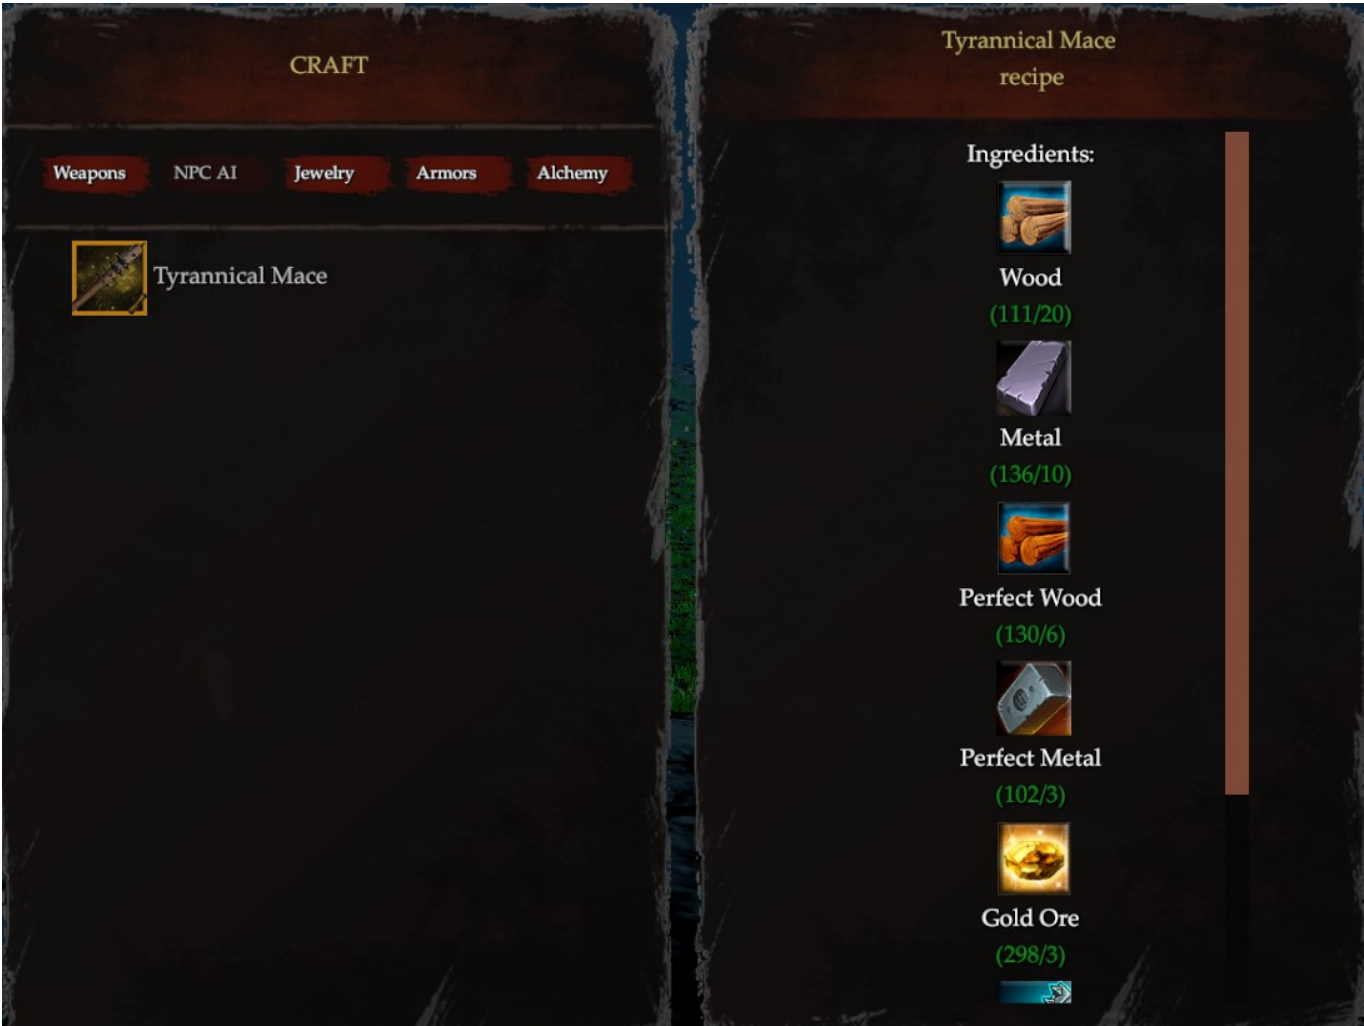 CRAFT
Weapons
NPC AI
Jewelry
Armors
Alchemy
Tyrannical Mace
Tyrannical Mace
recipe
Ingredients:
Wood
(111/20)
Metal
(136/10)
Perfect Wood
(130/6)
Perfect Metal
(102/3)
Gold Ore
(298/3)